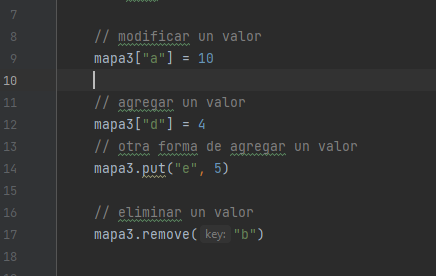 7
8 // modificar un valor
9 mapa3["a"] = 10
10
11 // agregar un valor
12 mapa3["d"] = 4
13 // otra forma de agregar un valor
14 mapa3.put("e", 5)
15
16 // eliminar un valor
17 mapa3.remove( key: "b")
18